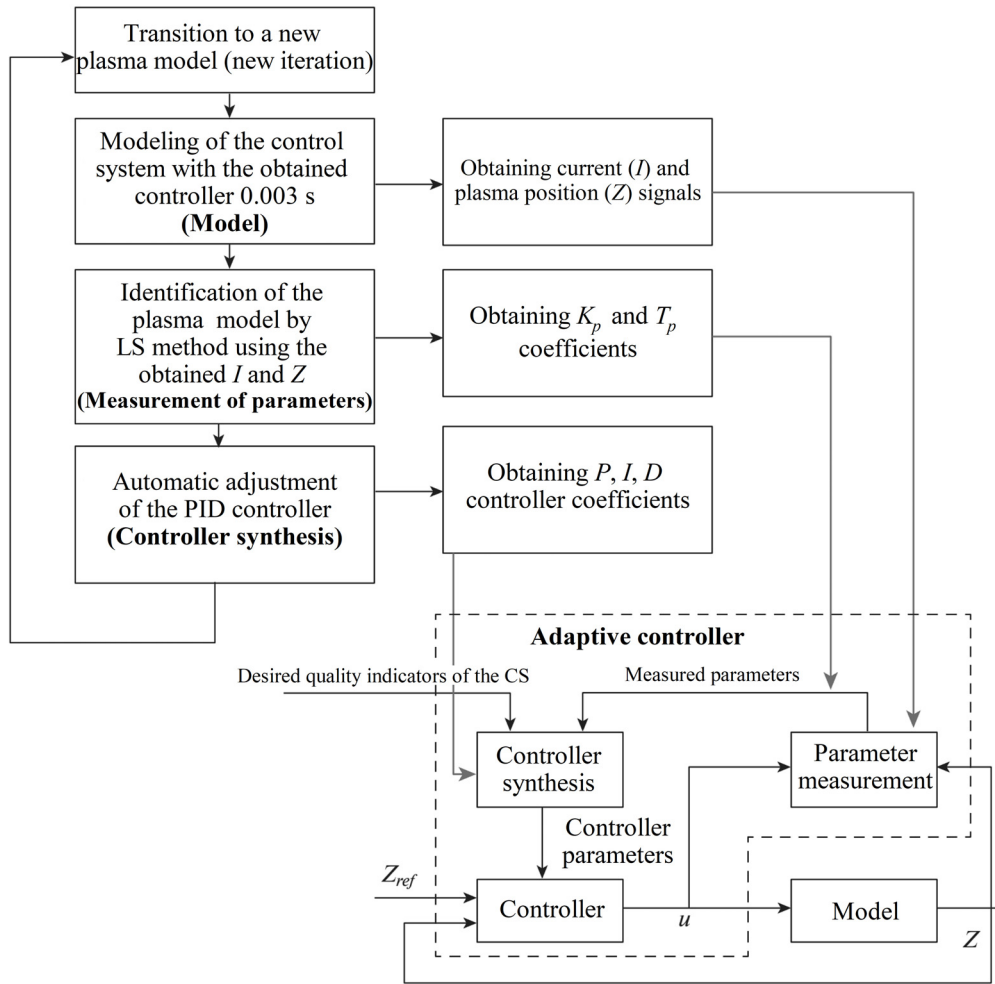 Transition to a new
plasma model (new iteration)
Modeling of the control
system with the obtained
controller 0.003 s
(Model)
Obtaining current (I) and
plasma position (Z) signals
Identification of the
plasma model by
LS method using the
obtained I and Z
(Measurement of parameters)
Obtaining Kp and Tp
coefficients
Automatic adjustment
of the PID controller
(Controller synthesis)
Obtaining P, I, D
controller coefficients
Adaptive controller
Desired quality indicators of the CS
Measured parameters
Controller
synthesis
Parameter
measurement
Controller
parameters
Zref
Controller
u
Model
Z